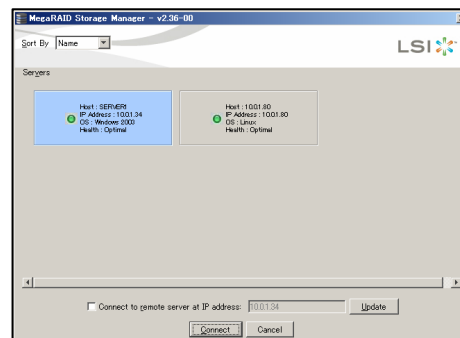 MegaRAID Storage Manager - v2.36-00
Sort By Name
LSI
Servers
Host : SERVER1
IP Address : 10.0.1.34
OS : Windows 2003
Health : Optimal
Host : 10.0.1.80
IP Address : 10.0.1.80
OS : Linux
Health : Optimal
Connect to remote server at IP address: 10.0.1.34 Update
Connect Cancel